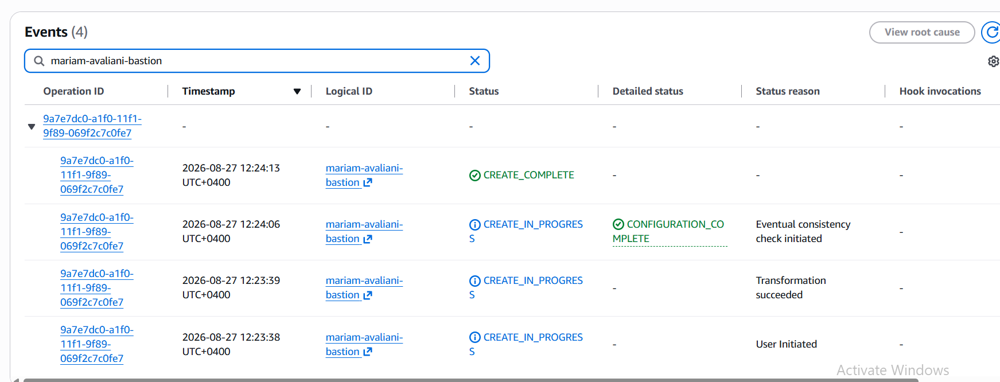 Events (4)
View root cause
mariam-avaliani-bastion
Operation ID Timestamp Logical ID Status Detailed status Status reason Hook invocations
9a7e7dc0-a1f0-11f1-
9f89-069f2c7c0fe7
- - - - - -
9a7e7dc0-a1f0-
11f1-9f89-
069f2c7c0fe7
2026-08-27 12:24:13
UTC+0400
mariam-avaliani-
bastion
CREATE_COMPLETE
- - -
9a7e7dc0-a1f0-
11f1-9f89-
069f2c7c0fe7
2026-08-27 12:24:06
UTC+0400
mariam-avaliani-
bastion
CREATE_IN_PROGRES
S
CONFIGURATION_CO
MPLETE
Eventual consistency
check initiated
-
9a7e7dc0-a1f0-
11f1-9f89-
069f2c7c0fe7
2026-08-27 12:23:39
UTC+0400
mariam-avaliani-
bastion
CREATE_IN_PROGRES
S
-
Transformation
succeeded
-
9a7e7dc0-a1f0-
11f1-9f89-
069f2c7c0fe7
2026-08-27 12:23:38
UTC+0400
mariam-avaliani-
bastion
CREATE_IN_PROGRES
S
-
User Initiated
-
Activate Windows